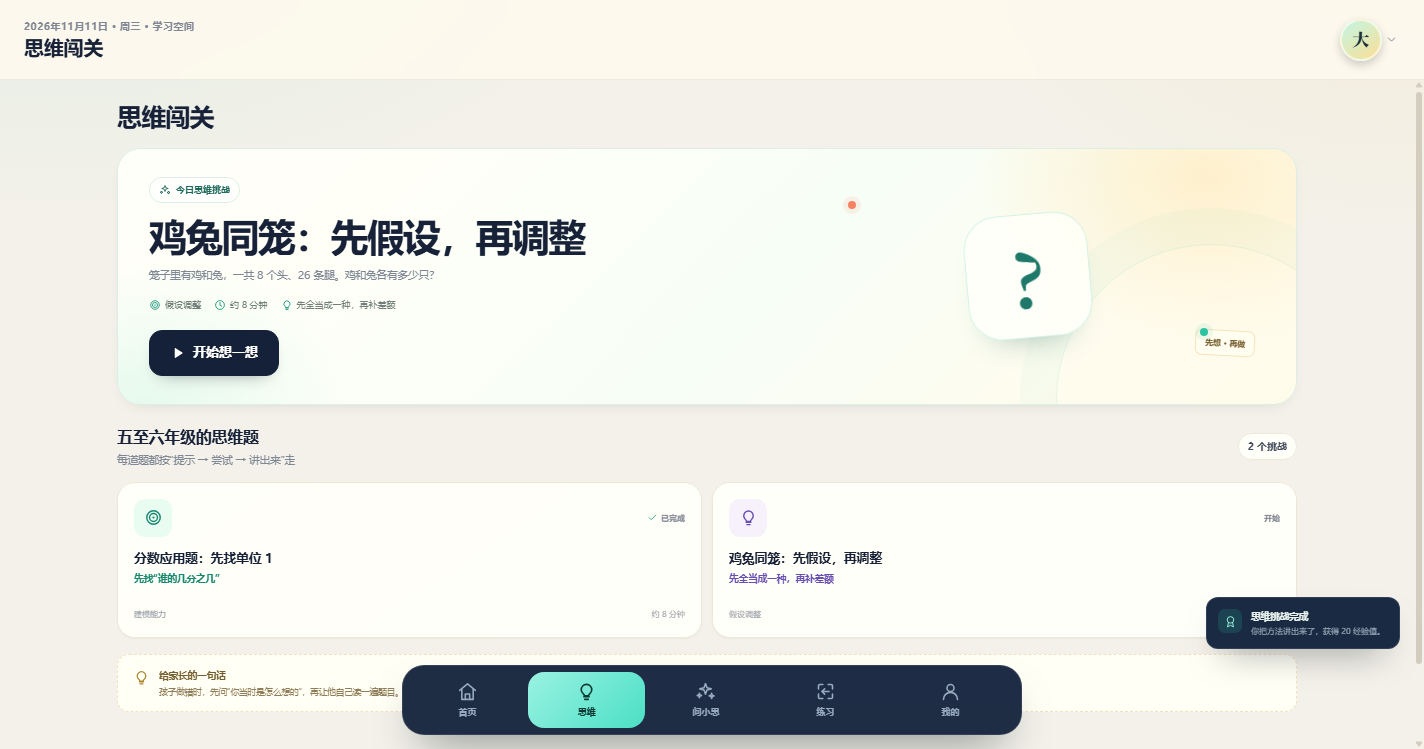 2026年11月11日 • 周三 • 学习空间
思维闯关
大
思维闯关
今日思维挑战
鸡兔同笼：先假设，再调整
笼子里有鸡和兔，一共 8 个头、26 条腿。鸡和兔各有多少只？
假设调整
约 8 分钟
先全当成一种，再补差额
开始想一想
?
先想 • 再做
五至六年级的思维题
每道题都按“提示 → 尝试 → 讲出来”走
2 个挑战
已完成
分数应用题：先找单位 1
先找“谁的几分之几”
建模能力
约 8 分钟
开始
鸡兔同笼：先假设，再调整
先全当成一种，再补差额
假设调整
思维挑战完成
你把方法讲出来了，获得 20 经验值。
给家长的一句话
孩子做错时，先问“你当时是怎么想的”，再让他自己读一遍题目。
首页
思维
问小思
练习
我的